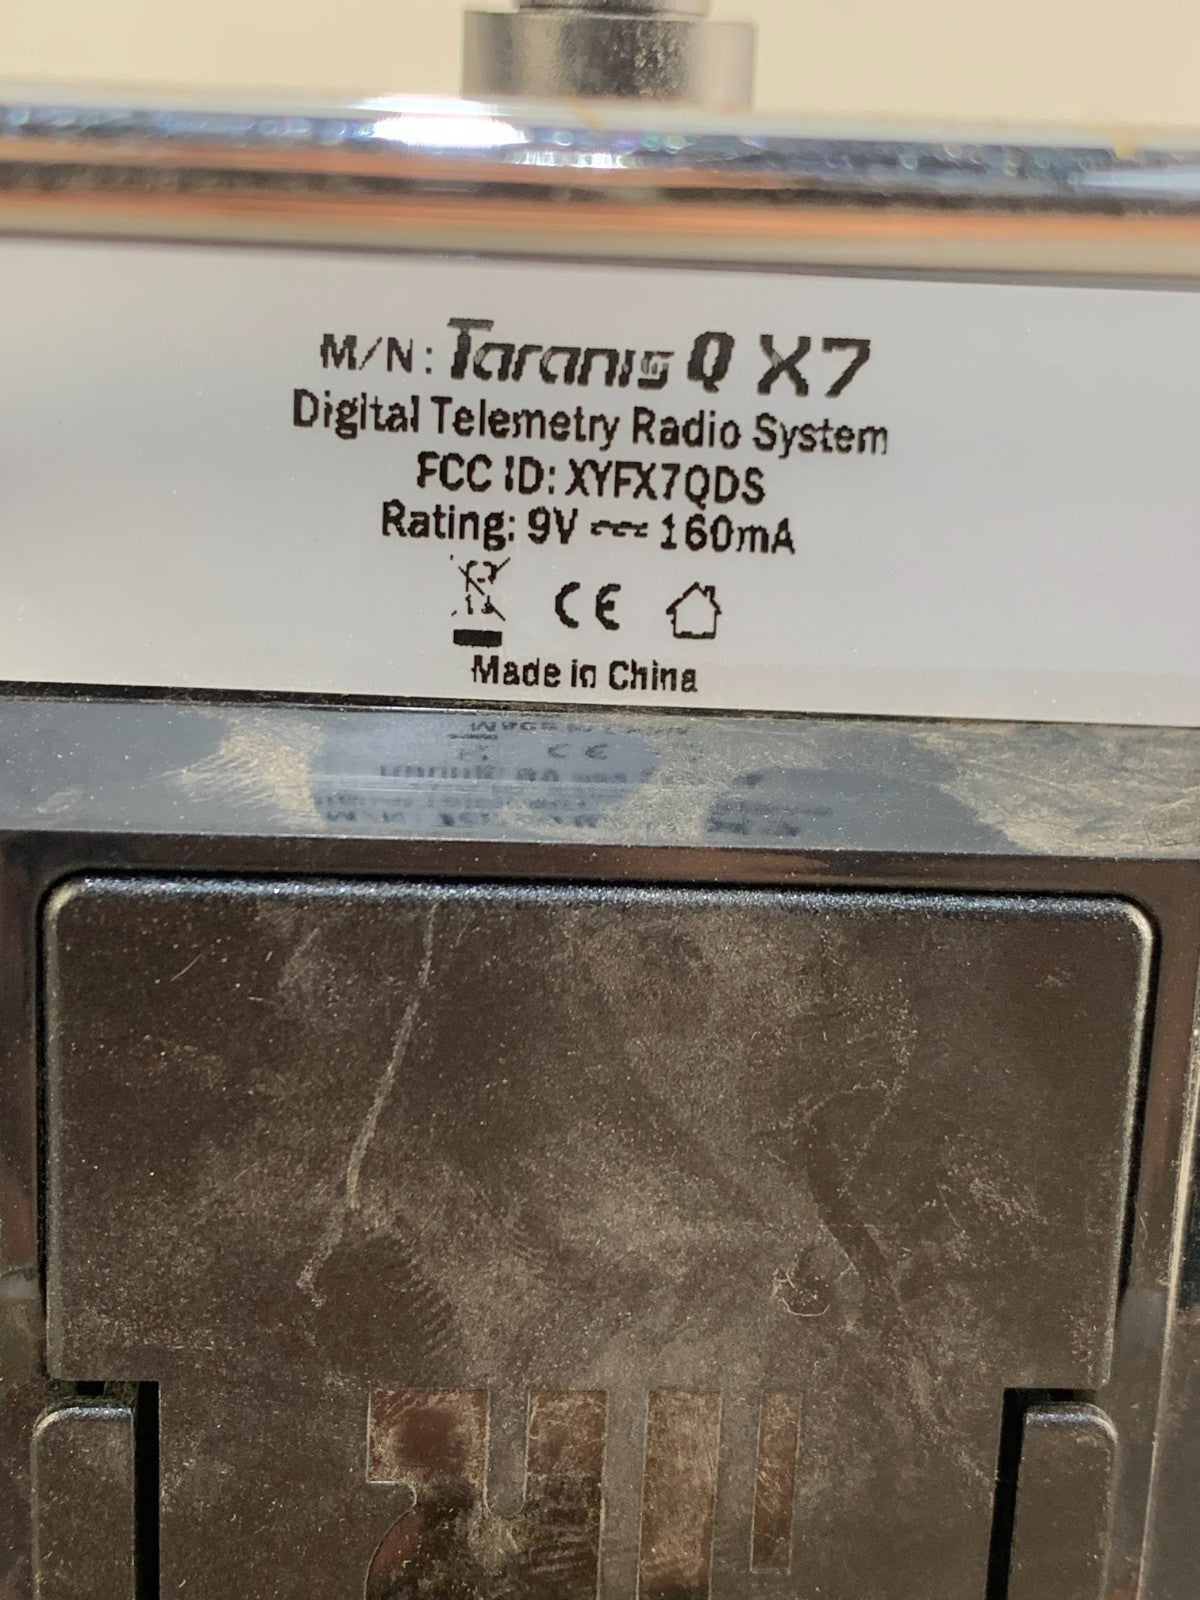 M/N: Taranis Q X7
Digital Telemetry Radio System
FCC ID: XYFX7QDS
Rating: 9V ⎓ 160mA
CE
Made in China